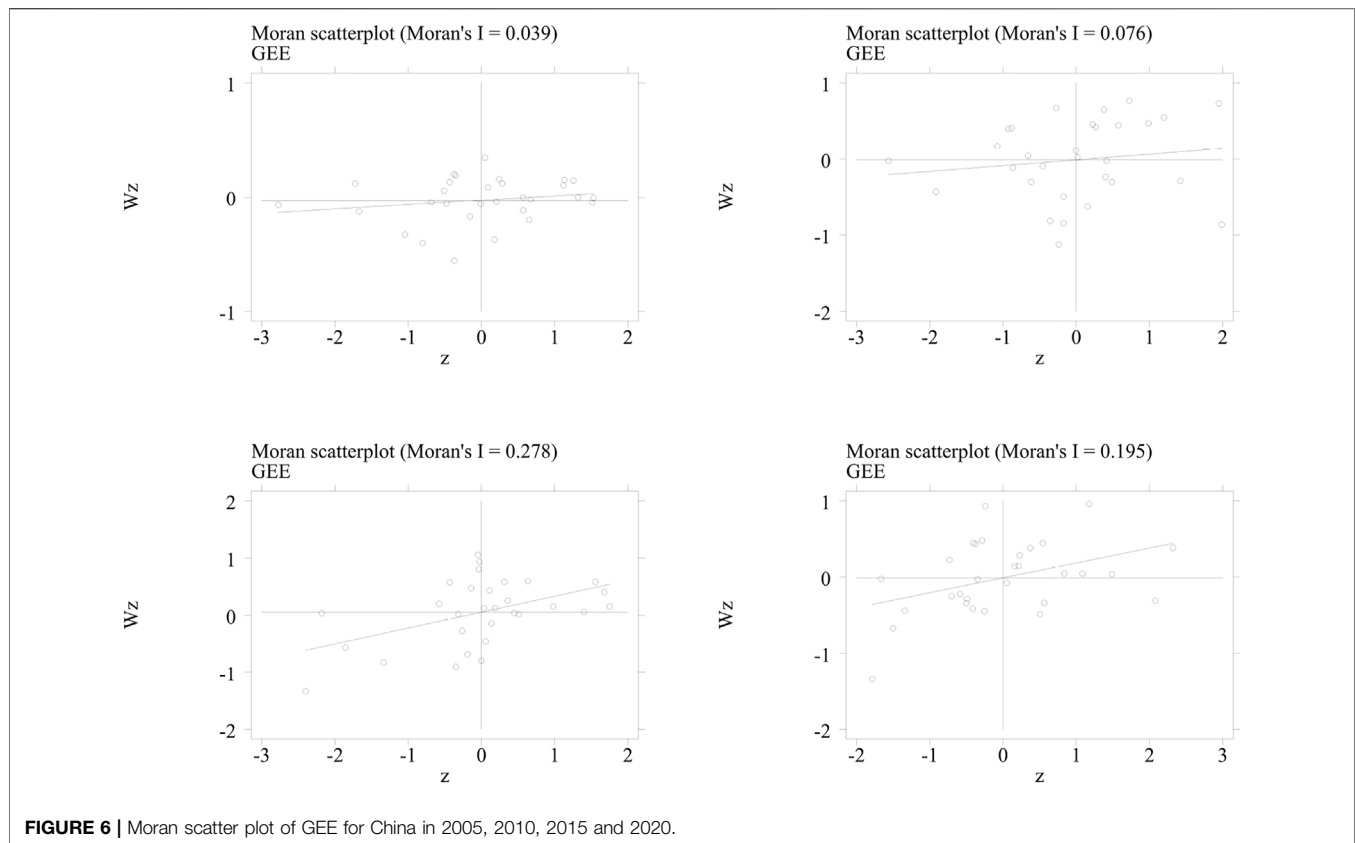 Moran scatterplot (Moran's I = 0.039)
GEE
1
0
-1
Wz
-3
-2
-1
0
1
2
z
Moran scatterplot (Moran's I = 0.076)
GEE
1
0
-1
-2
Wz
-3
-2
-1
0
1
2
z
Moran scatterplot (Moran's I = 0.278)
GEE
2
1
0
-1
-2
Wz
-3
-2
-1
0
1
2
z
Moran scatterplot (Moran's I = 0.195)
GEE
1
0
-1
-2
Wz
-2
-1
0
1
2
3
z
FIGURE 6 | Moran scatter plot of GEE for China in 2005, 2010, 2015 and 2020.